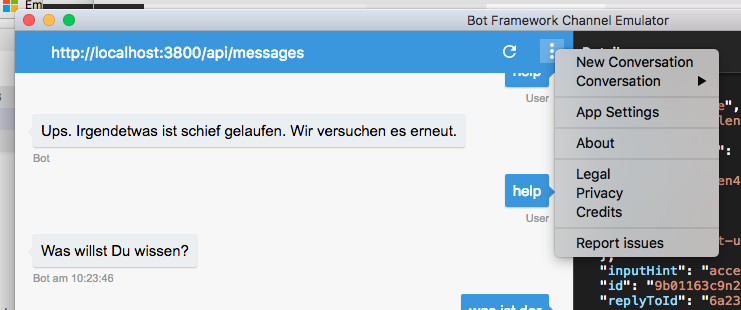 Em
Bot Framework Channel Emulator
http://localhost:3800/api/messages
New Conversation
Conversation
App Settings
About
Legal
Privacy
Credits
Report issues
help
User
Ups. Irgendetwas ist schief gelaufen. Wir versuchen es erneut.
Bot
help
User
Was willst Du wissen?
Bot am 10:23:46
"inputHint": "acce
"id": "9b01163c9n2
"replyToId": "6a23